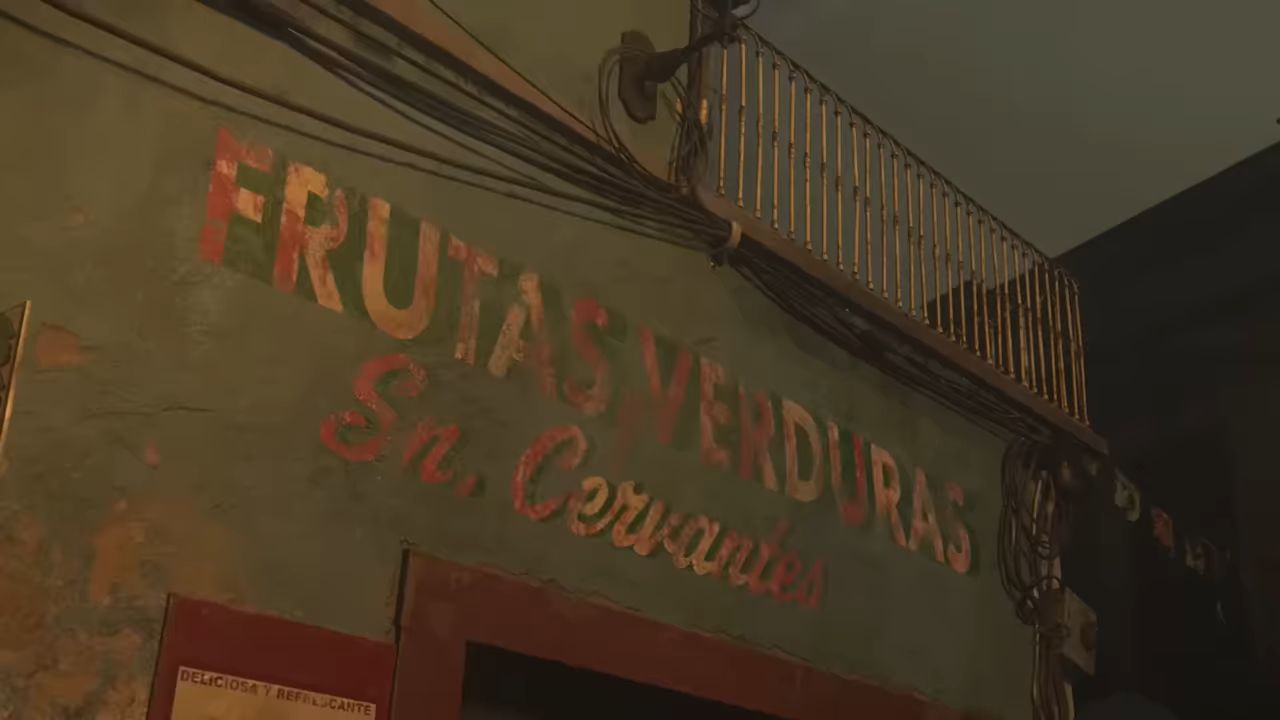 FRUTAS Y VERDURAS
Sn. Cervantes
DELICIOSA Y REFRESCANTE